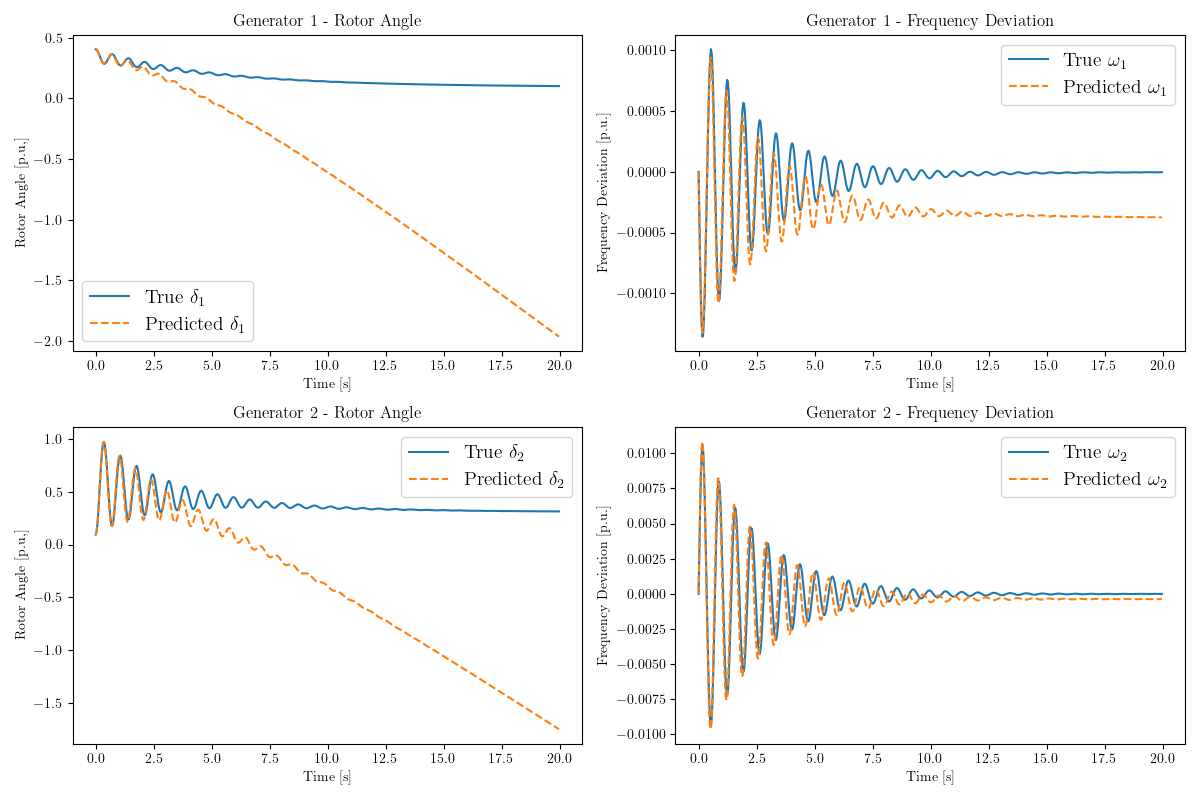 Generator 1 - Rotor Angle
0.5
0.0
−0.5
−1.0
−1.5
−2.0
Rotor Angle [p.u.]
True δ1
Predicted δ1
0.0 2.5 5.0 7.5 10.0 12.5 15.0 17.5 20.0
Time [s]
Generator 1 - Frequency Deviation
0.0010
0.0005
0.0000
−0.0005
−0.0010
Frequency Deviation [p.u.]
True ω1
Predicted ω1
0.0 2.5 5.0 7.5 10.0 12.5 15.0 17.5 20.0
Time [s]
Generator 2 - Rotor Angle
1.0
0.5
0.0
−0.5
−1.0
−1.5
Rotor Angle [p.u.]
True δ2
Predicted δ2
0.0 2.5 5.0 7.5 10.0 12.5 15.0 17.5 20.0
Time [s]
Generator 2 - Frequency Deviation
0.0100
0.0075
0.0050
0.0025
0.0000
−0.0025
−0.0050
−0.0075
−0.0100
Frequency Deviation [p.u.]
True ω2
Predicted ω2
0.0 2.5 5.0 7.5 10.0 12.5 15.0 17.5 20.0
Time [s]